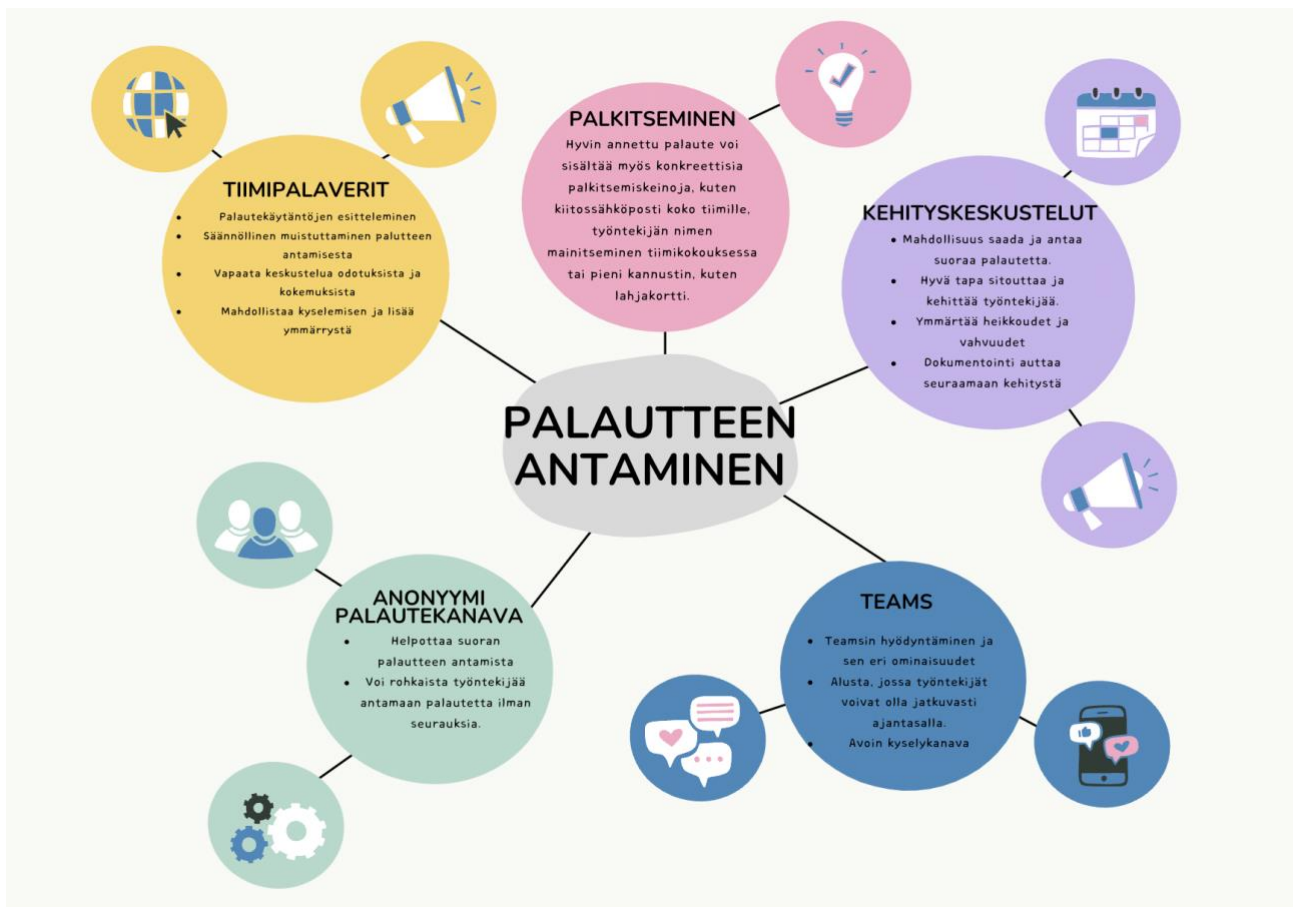 TIIMIPALAVERIT
• Palautekäytäntöjen esitteleminen
• Säännöllinen muistuttaminen palutteen
antamisesta
• Vapaata keskustelua odotuksista ja
kokemuksista
• Mahdollistaa kyselemisen ja lisää
ymmärrystä
PALKITSEMINEN
Hyvin annettu palaute voi
sisältää myös konkreettisia
palkitsemiskeinoja, kuten
kiitossähköposti koko tiimille,
työntekijän nimen
mainitseminen tiimikokouksessa
tai pieni kannustin, kuten
lahjakortti.
KEHITYSKESKUSTELUT
• Mahdollisuus saada ja antaa
suoraa palautetta.
• Hyvä tapa sitouttaa ja
kehittää työntekijää.
• Ymmärtää heikkoudet ja
vahvuudet
• Dokumentointi auttaa
seuraamaan kehitystä
PALAUTTEEN
ANTAMINEN
ANONYYMI
PALAUTEKANAVA
• Helpottaa suoran
palautteen antamista
• Voi rohkaista työntekijää
antamaan palautetta ilman
seurauksia.
TEAMS
• Teamsin hyödyntäminen ja
sen eri ominaisuudet
• Alusta, jossa työntekijät
voivat olla jatkuvasti
ajantasalla.
• Avoin kyselykanava